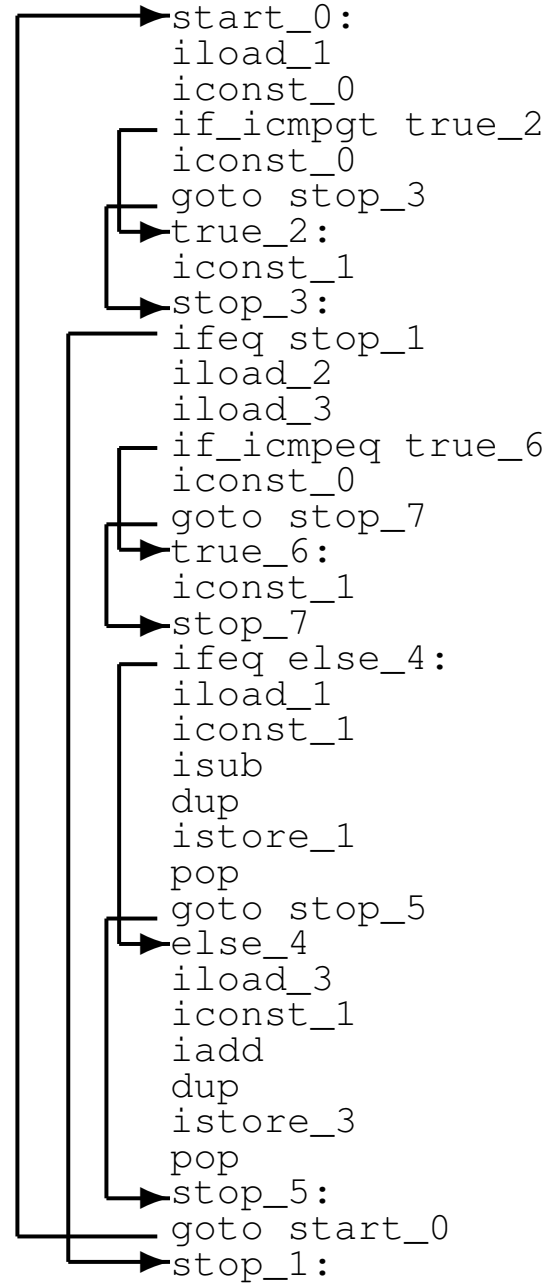 start_0:
iload_1
iconst_0
if_icmpgt true_2
iconst_0
goto stop_3
true_2:
iconst_1
stop_3:
ifeq stop_1
iload_2
iload_3
if_icmpeq true_6
iconst_0
goto stop_7
true_6:
iconst_1
stop_7
ifeq else_4:
iload_1
iconst_1
isub
dup
istore_1
pop
goto stop_5
else_4
iload_3
iconst_1
iadd
dup
istore_3
pop
stop_5:
goto start_0
stop_1: